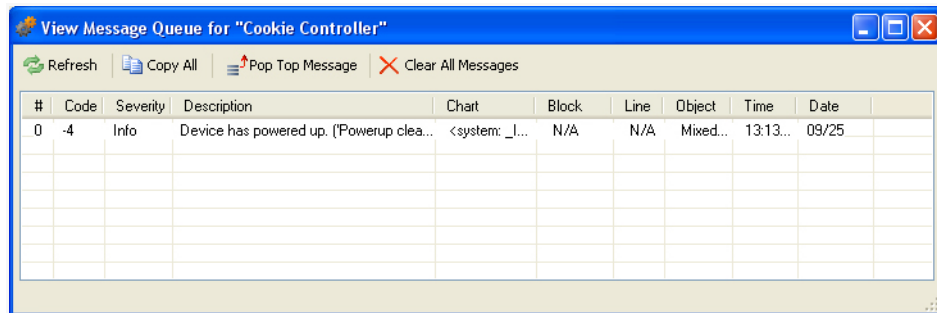 View Message Queue for "Cookie Controller"
Refresh Copy All Pop Top Message Clear All Messages
# Code Severity Description Chart Block Line Object Time Date
0 -4 Info Device has powered up. ('Powerup clea... <system: _I... N/A N/A Mixed... 13:13... 09/25